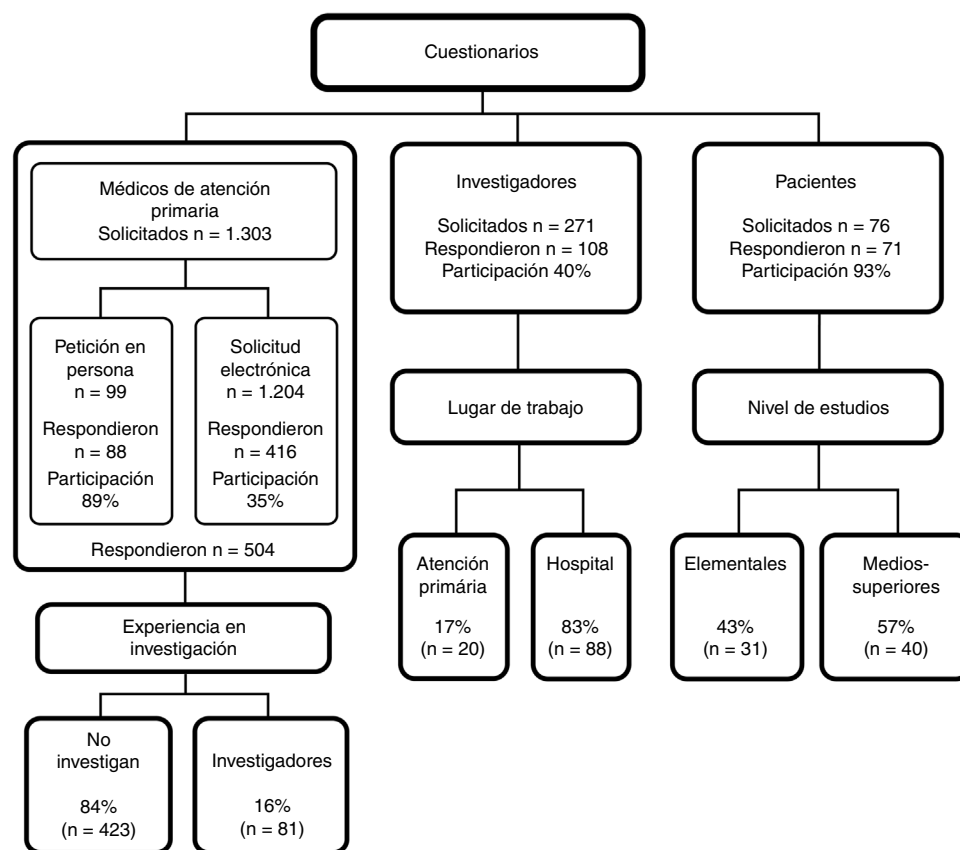 Cuestionarios
Médicos de atención
primaria
Solicitados n = 1.303
Petición en
persona
n = 99
Respondieron
n = 88
Participación
89%
Solicitud
electrónica
n = 1.204
Respondieron
n = 416
Participación
35%
Respondieron n = 504
Experiencia en
investigación
No
investigan
84%
(n = 423)
Investigadores
16%
(n = 81)
Investigadores
Solicitados n = 271
Respondieron n = 108
Participación 40%
Lugar de trabajo
Atención
primária
17%
(n = 20)
Hospital
83%
(n = 88)
Pacientes
Solicitados n = 76
Respondieron n = 71
Participación 93%
Nivel de estudios
Elementales
43%
(n = 31)
Medios-
superiores
57%
(n = 40)